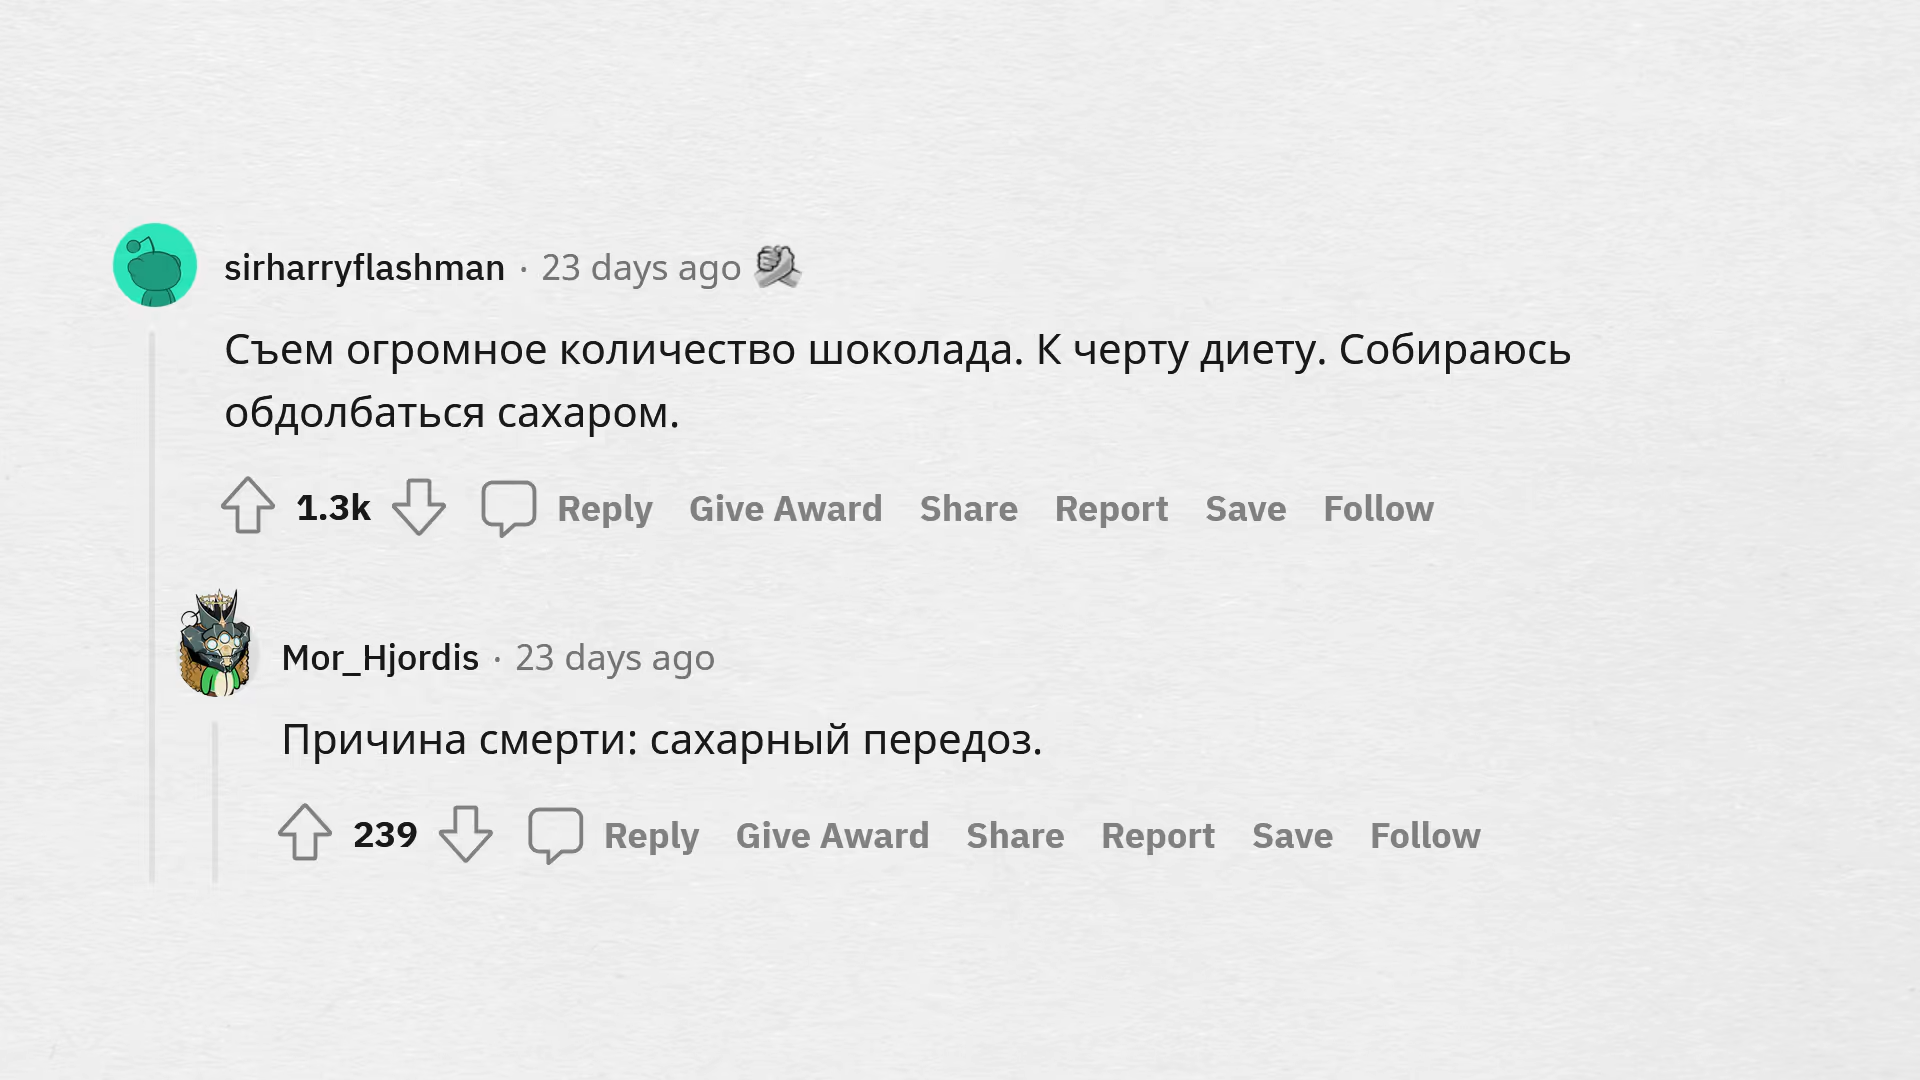 sirharryflashman · 23 days ago
Съем огромное количество шоколада. К черту диету. Собираюсь
обдолбаться сахаром.
1.3k Reply Give Award Share Report Save Follow
Mor_Hjordis · 23 days ago
Причина смерти: сахарный передоз.
239 Reply Give Award Share Report Save Follow